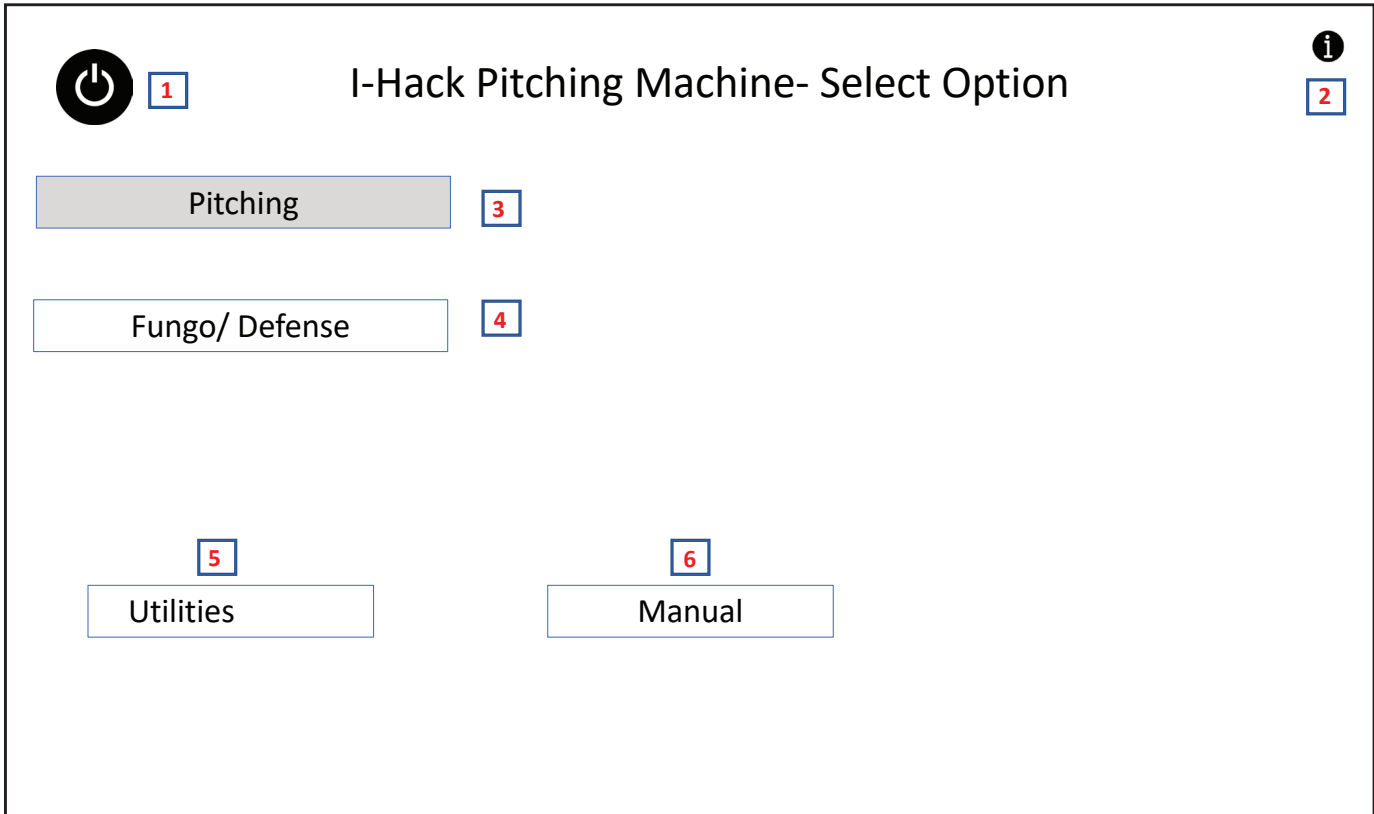 I-Hack Pitching Machine- Select Option
1
2
Pitching
3
Fungo/ Defense
4
5
6
Utilities
Manual